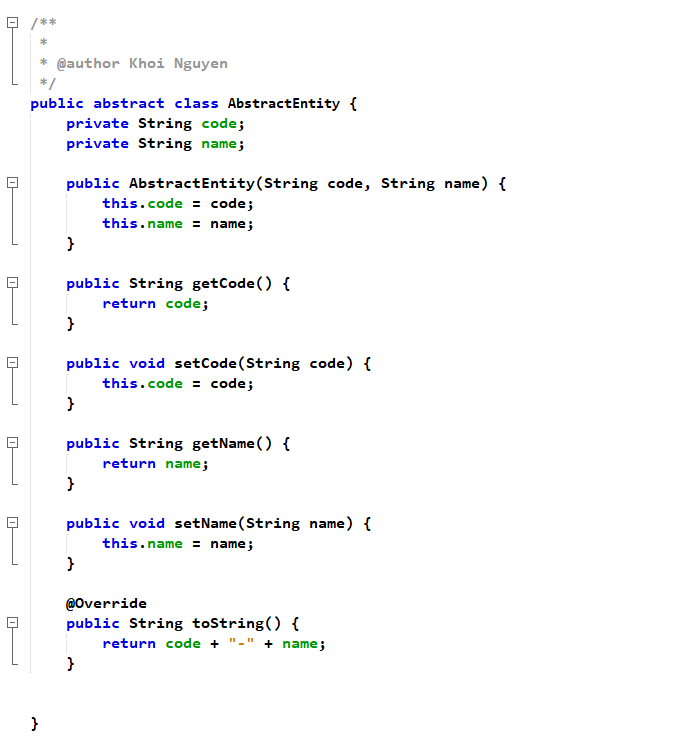 /**
 *
 * @author Khoi Nguyen
 */
public abstract class AbstractEntity {
    private String code;
    private String name;

    public AbstractEntity(String code, String name) {
        this.code = code;
        this.name = name;
    }

    public String getCode() {
        return code;
    }

    public void setCode(String code) {
        this.code = code;
    }

    public String getName() {
        return name;
    }

    public void setName(String name) {
        this.name = name;
    }

    @Override
    public String toString() {
        return code + "-" + name;
    }


}